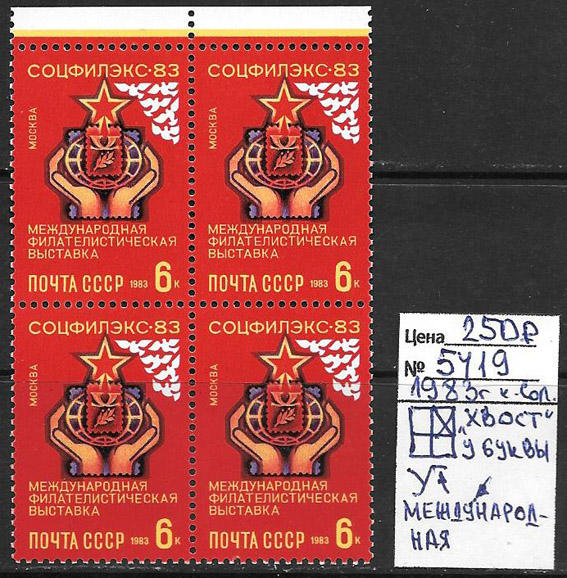 СОЦФИЛЭКС·83
МОСКВА
МЕЖДУНАРОДНАЯ
ФИЛАТЕЛИСТИЧЕСКАЯ
ВЫСТАВКА
ПОЧТА СССР 1983 6к
СОЦФИЛЭКС·83
МОСКВА
МЕЖДУНАРОДНАЯ
ФИЛАТЕЛИСТИЧЕСКАЯ
ВЫСТАВКА
ПОЧТА СССР 1983 6к
СОЦФИЛЭКС·83
МОСКВА
МЕЖДУНАРОДНАЯ
ФИЛАТЕЛИСТИЧЕСКАЯ
ВЫСТАВКА
ПОЧТА СССР 1983 6к
СОЦФИЛЭКС·83
МОСКВА
МЕЖДУНАРОДНАЯ
ФИЛАТЕЛИСТИЧЕСКАЯ
ВЫСТАВКА
ПОЧТА СССР 1983 6к
Цена 250₽
№ 5419
1983г к. Сол.
„ХВОСТ“
У БУКВЫ
У
МЕЖДУНАРОД-
НАЯ